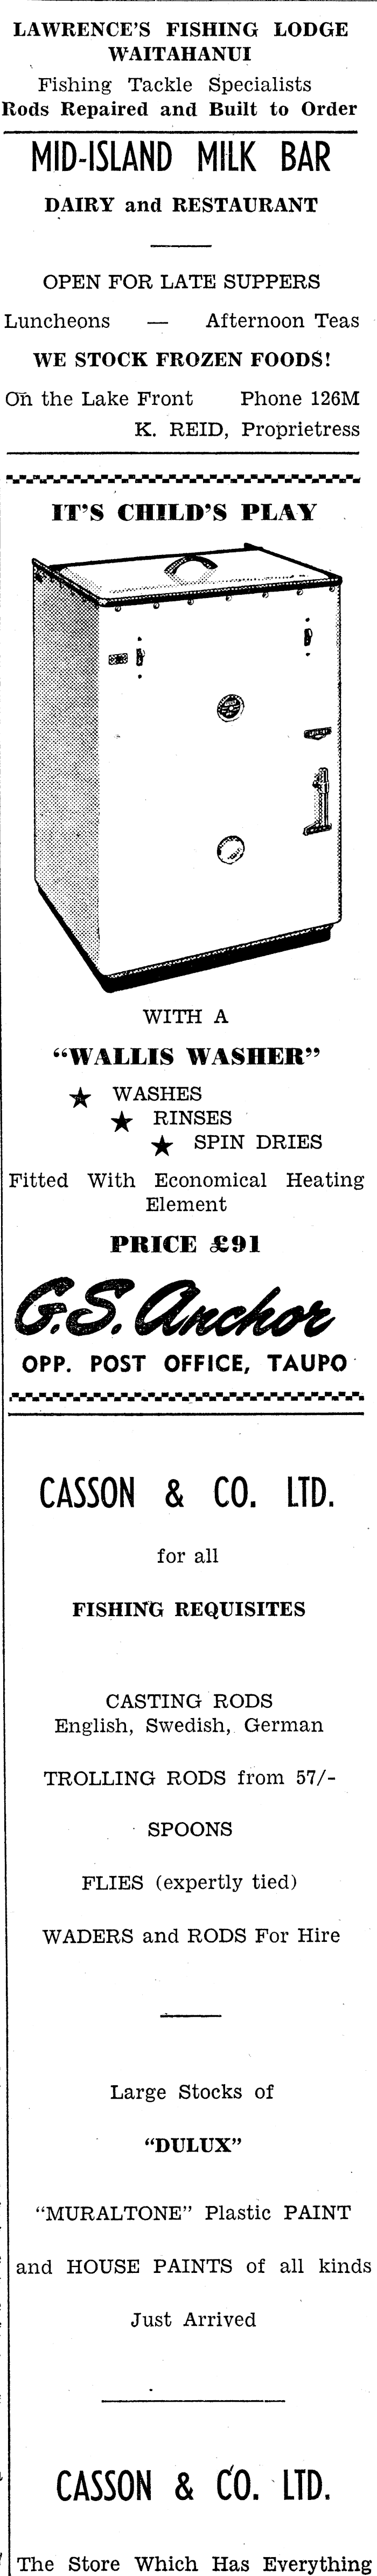 LAWRENCE'S FISHING LODGE
WAITAHANUI
Fishing Tackle Specialists
Rods Repaired and Built to Order
MID-ISLAND MILK BAR
DAIRY and RESTAURANT
OPEN FOR LATE SUPPERS
Luncheons — Afternoon Teas
WE STOCK FROZEN FOODS!
On the Lake Front Phone 126M
K. REID, Proprietress
IT'S CHILD'S PLAY
WITH A
"WALLIS WASHER"
★ WASHES
★ RINSES
★ SPIN DRIES
Fitted With Economical Heating
Element
PRICE £91
G.S. Anchor
OPP. POST OFFICE, TAUPO
CASSON & CO. LTD.
for all
FISHING REQUISITES
CASTING RODS
English, Swedish, German
TROLLING RODS from 57/-
SPOONS
FLIES (expertly tied)
WADERS and RODS For Hire
Large Stocks of
"DULUX"
"MURALTONE" Plastic PAINT
and HOUSE PAINTS of all kinds
Just Arrived
CASSON & CO. LTD.
The Store Which Has Everything